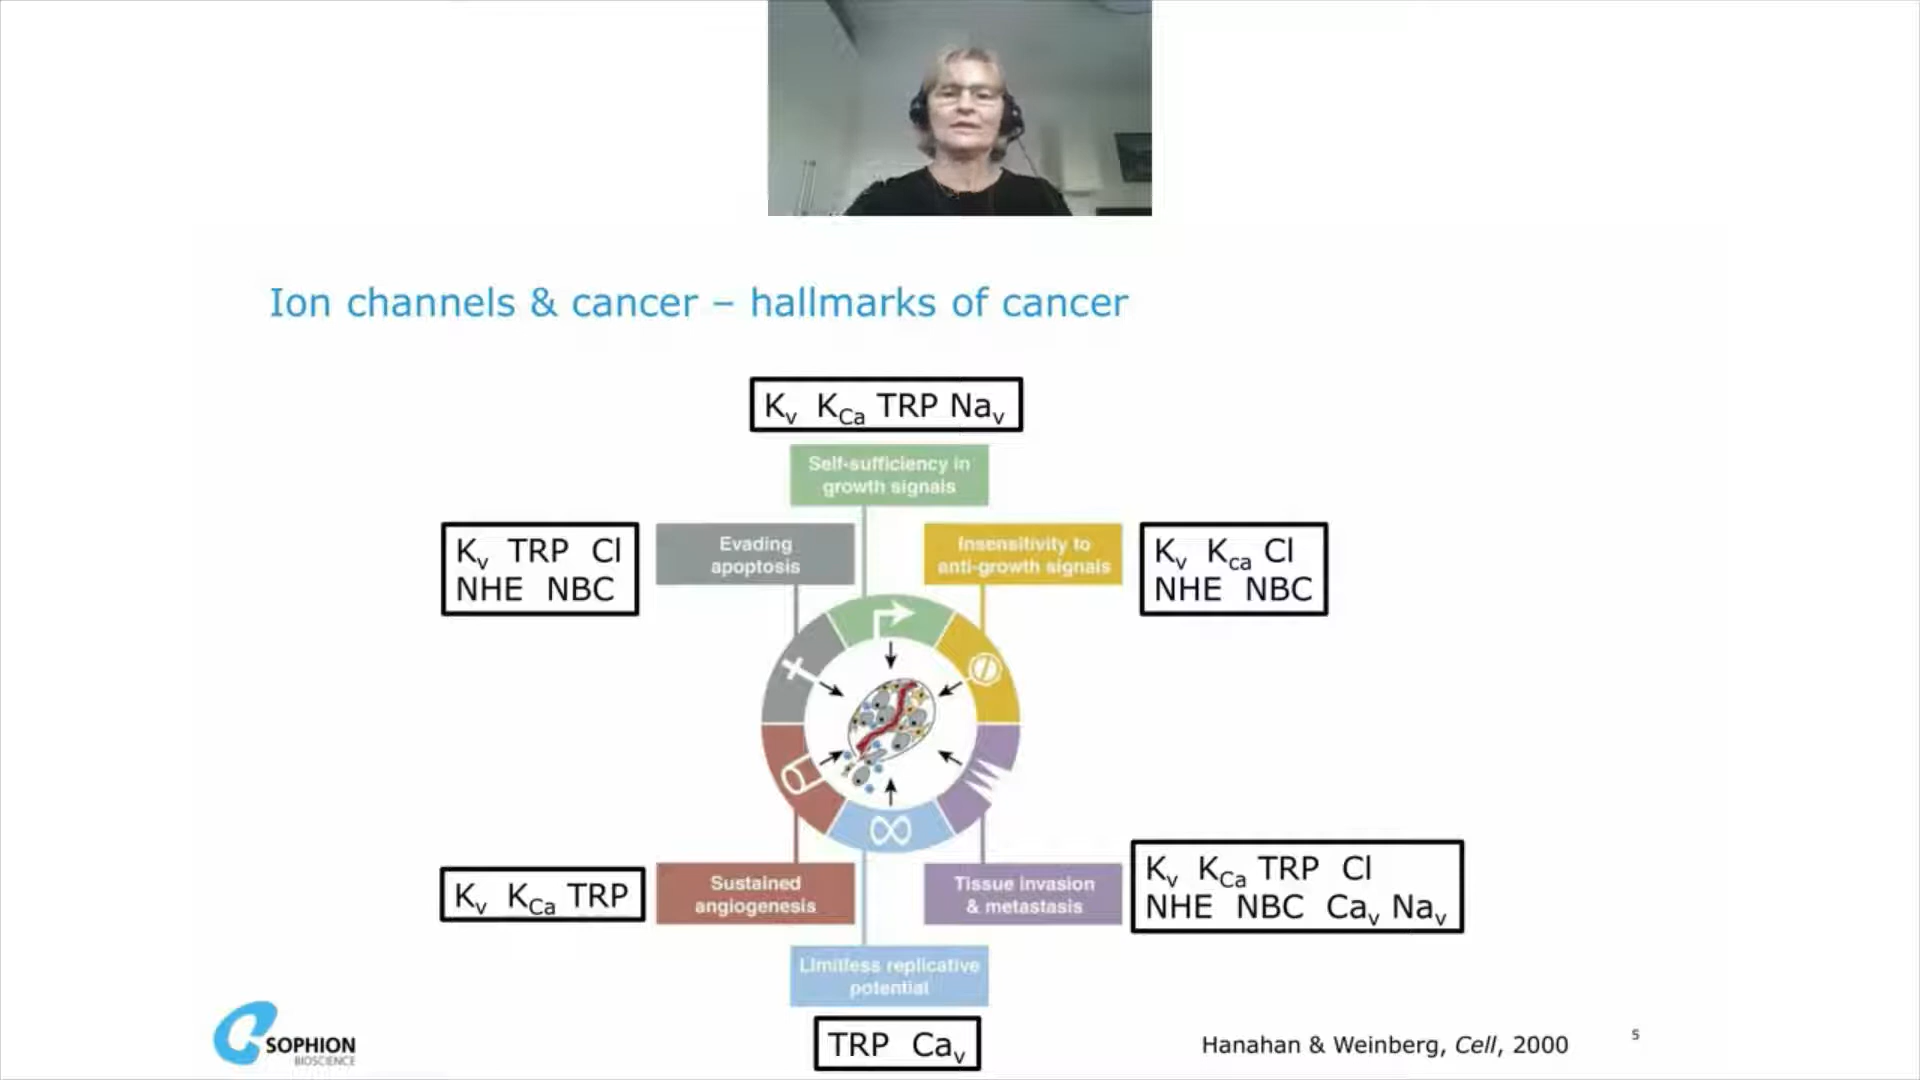 Ion channels & cancer – hallmarks of cancer
Kv KCa TRP Nav
Self-sufficiency in
growth signals
Kv TRP Cl
NHE NBC
Evading
apoptosis
Insensitivity to
anti-growth signals
Kv Kca Cl
NHE NBC
Kv KCa TRP
Sustained
angiogenesis
Tissue invasion
& metastasis
Kv KCa TRP Cl
NHE NBC Cav Nav
Limitless replicative
potential
TRP Cav
SOPHION
BIOSCIENCE
Hanahan & Weinberg, Cell, 2000
5